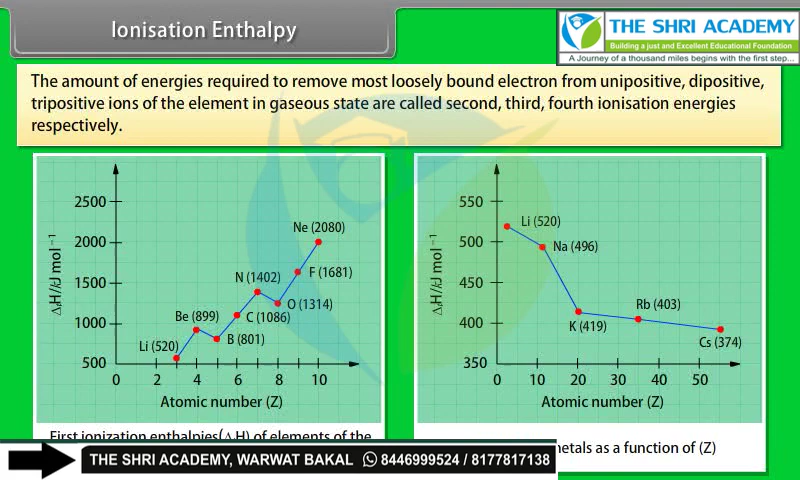 Ionisation Enthalpy
THE SHRI ACADEMY
Building a just and Excellent Educational Foundation
A Journey of a thousand miles begins with the first step...
The amount of energies required to remove most loosely bound electron from unipositive, dipositive,
tripositive ions of the element in gaseous state are called second, third, fourth ionisation energies
respectively.
ΔᵢH//kJ mol⁻¹
2500
2000
1500
1000
500
0 2 4 6 8 10
Atomic number (Z)
Li (520)
Be (899)
B (801)
C (1086)
N (1402)
O (1314)
F (1681)
Ne (2080)
ΔᵢH//kJ mol⁻¹
550
500
450
400
350
0 10 20 30 40 50
Atomic number (Z)
Li (520)
Na (496)
K (419)
Rb (403)
Cs (374)
First ionization enthalpies(ΔᵢH) of elements of the
metals as a function of (Z)
THE SHRI ACADEMY, WARWAT BAKAL 8446999524 / 8177817138